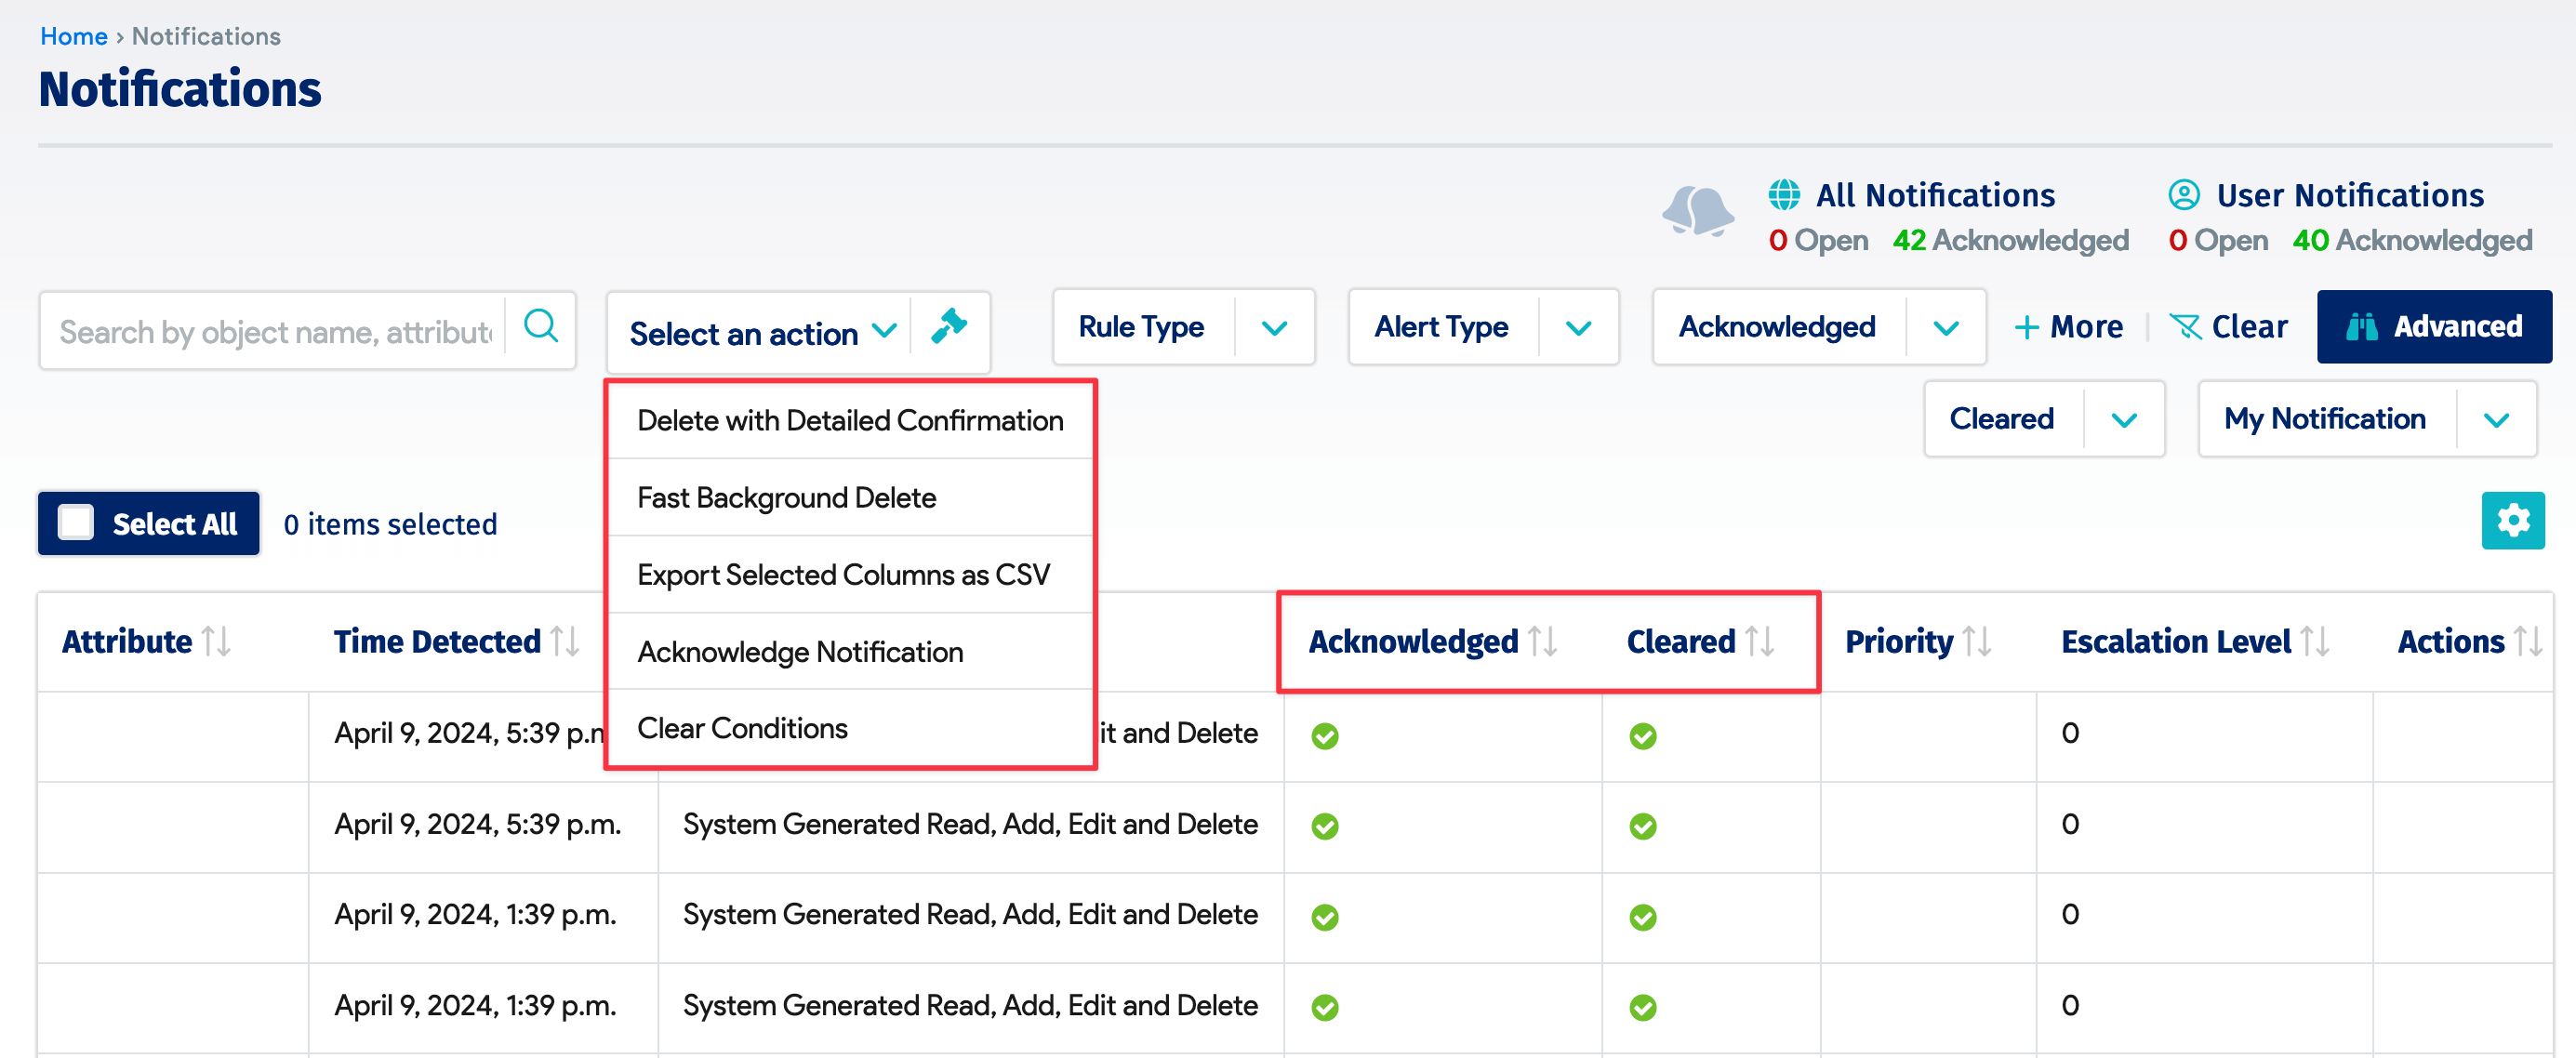 Home › Notifications
Notifications
All Notifications
0 Open 42 Acknowledged
User Notifications
0 Open 40 Acknowledged
Search by object name, attribut
Select an action
Rule Type
Alert Type
Acknowledged
+ More
Clear
Advanced
Delete with Detailed Confirmation
Fast Background Delete
Export Selected Columns as CSV
Acknowledge Notification
Clear Conditions
Cleared
My Notification
Select All
0 items selected
Attribute Time Detected Acknowledged Cleared Priority Escalation Level Actions
April 9, 2024, 5:39 p.m it and Delete 0
April 9, 2024, 5:39 p.m. System Generated Read, Add, Edit and Delete 0
April 9, 2024, 1:39 p.m. System Generated Read, Add, Edit and Delete 0
April 9, 2024, 1:39 p.m. System Generated Read, Add, Edit and Delete 0